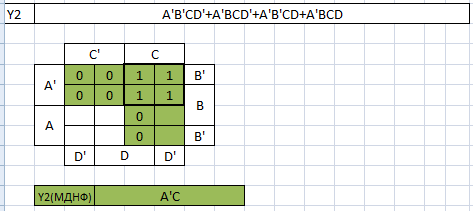 Y2 A'B'CD'+A'BCD'+A'B'CD+A'BCD
C' C
A' 0 0 1 1 B'
0 0 1 1 B
A 0
0 B'
D' D D'
Y2(МДНФ) A'C